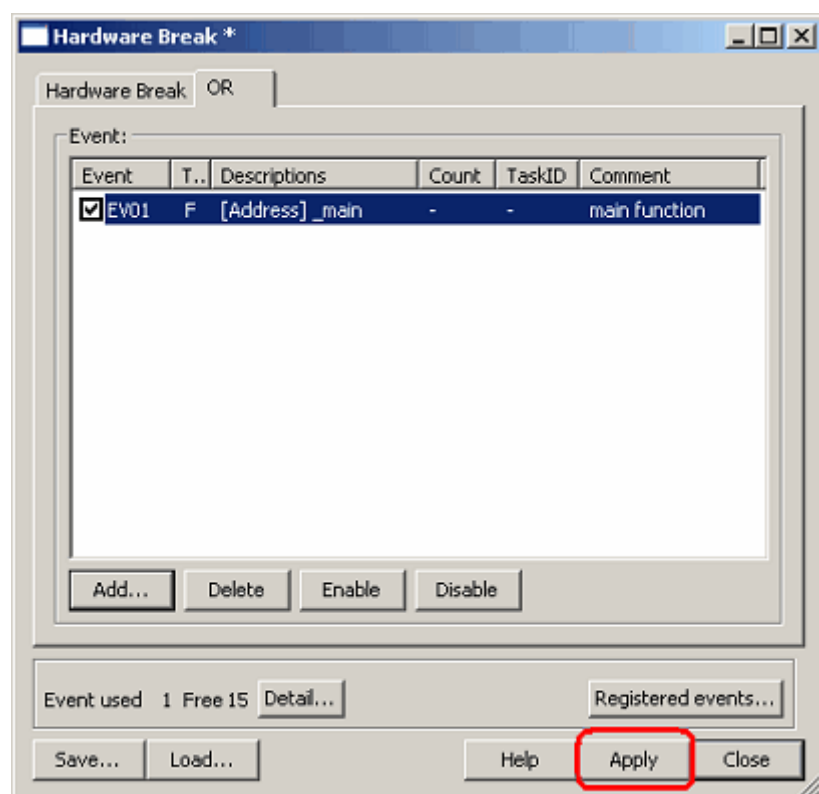 Hardware Break *
Hardware Break OR
Event:
Event T.. Descriptions Count TaskID Comment
EV01 F [Address] _main - - main function
Add... Delete Enable Disable
Event used 1 Free 15 Detail... Registered events...
Save... Load... Help Apply Close